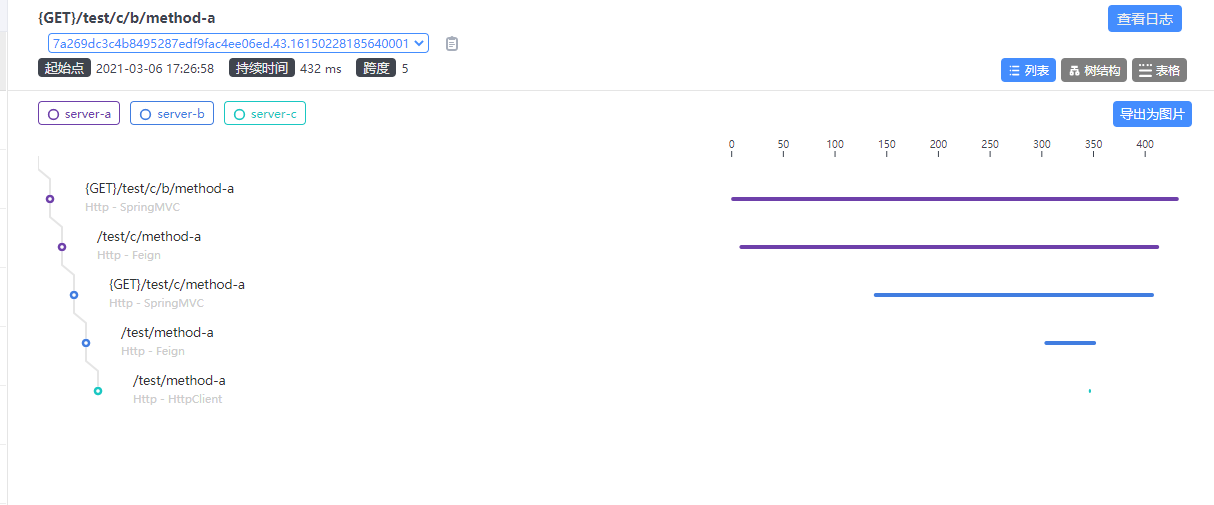 {GET}/test/c/b/method-a
查看日志
7a269dc3c4b8495287edf9fac4ee06ed.43.16150228185640001
起始点 2021-03-06 17:26:58 持续时间 432 ms 跨度 5
列表 树结构 表格
server-a server-b server-c
导出为图片
0 50 100 150 200 250 300 350 400
{GET}/test/c/b/method-a
Http - SpringMVC
/test/c/method-a
Http - Feign
{GET}/test/c/method-a
Http - SpringMVC
/test/method-a
Http - Feign
/test/method-a
Http - HttpClient